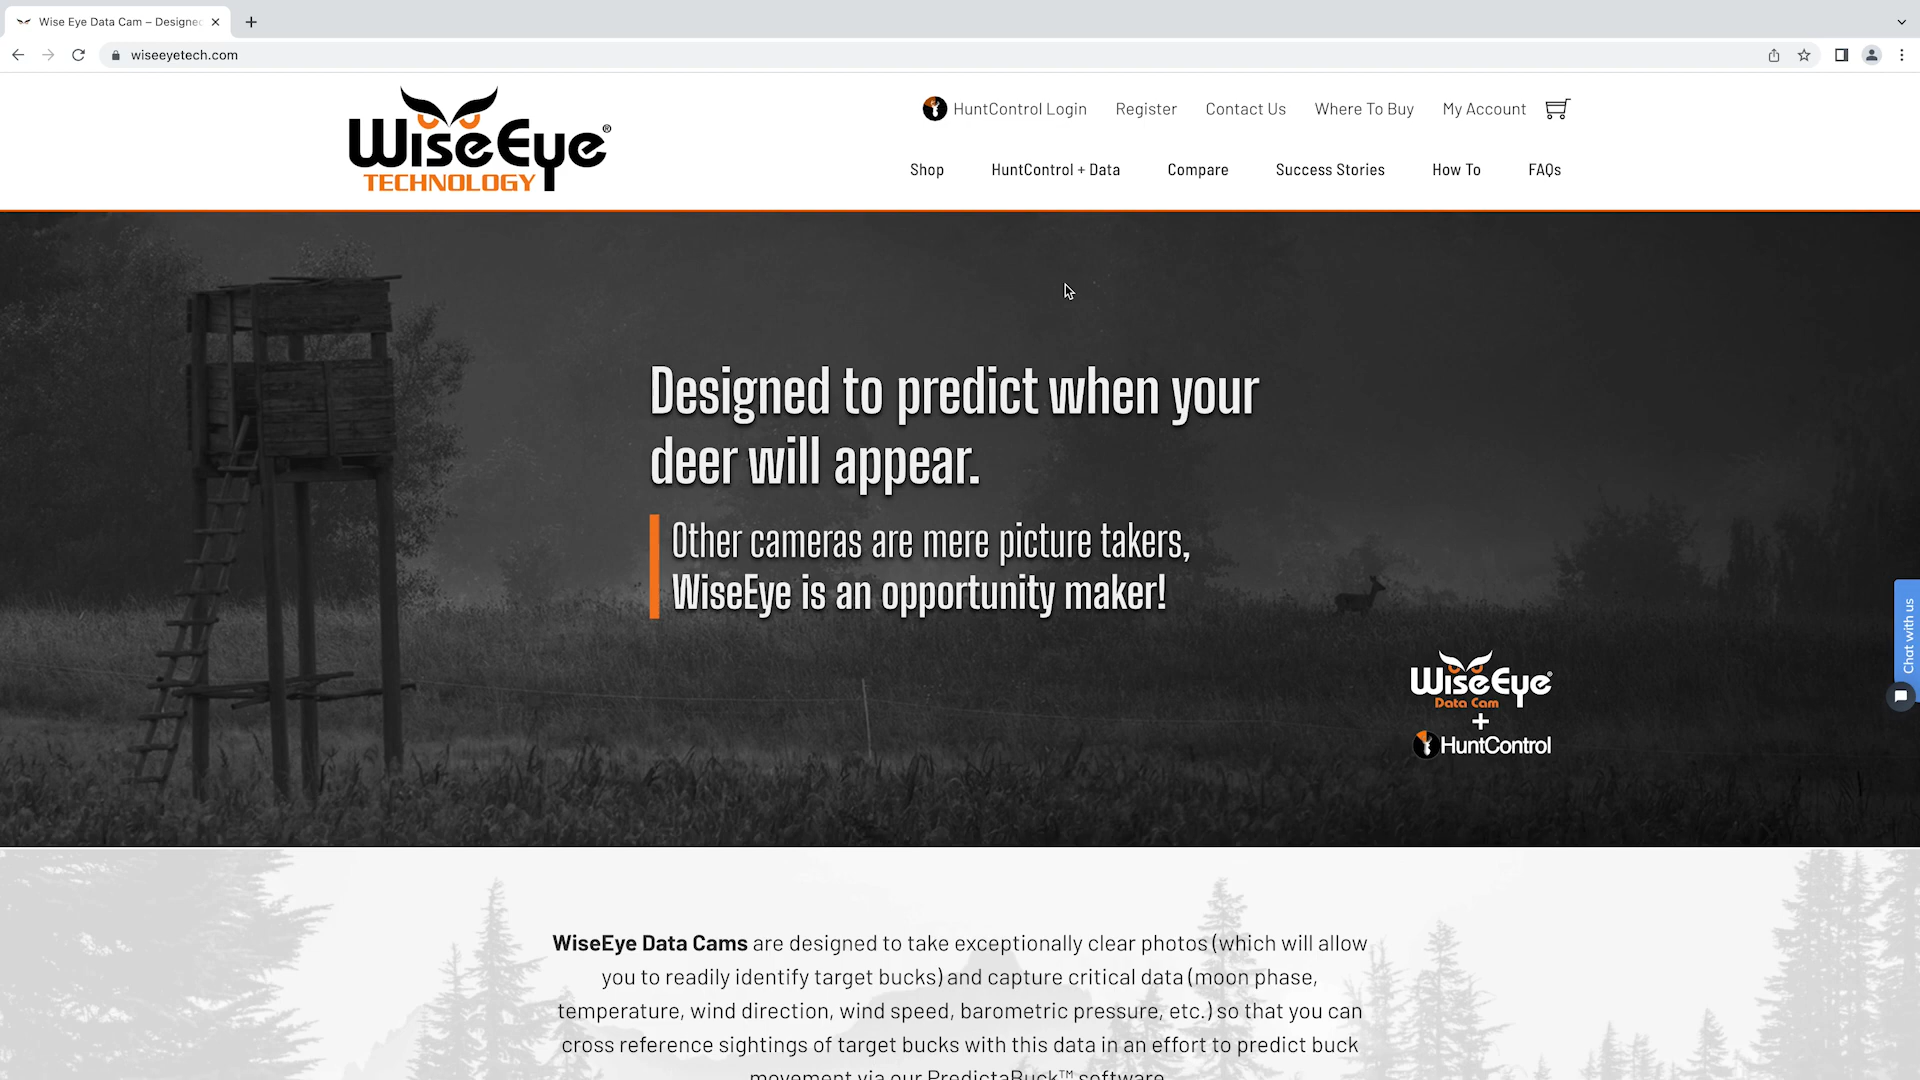 Wise Eye Data Cam – Designed
wiseeyetech.com
WiseEye®
TECHNOLOGY
HuntControl Login
Register
Contact Us
Where To Buy
My Account
Shop
HuntControl + Data
Compare
Success Stories
How To
FAQs
Designed to predict when your
deer will appear.
Other cameras are mere picture takers,
WiseEye is an opportunity maker!
WiseEye®
Data Cam
+
HuntControl
Chat with us
WiseEye Data Cams are designed to take exceptionally clear photos (which will allow
you to readily identify target bucks) and capture critical data (moon phase,
temperature, wind direction, wind speed, barometric pressure, etc.) so that you can
cross reference sightings of target bucks with this data in an effort to predict buck
movement via our PredictaBuck™ software